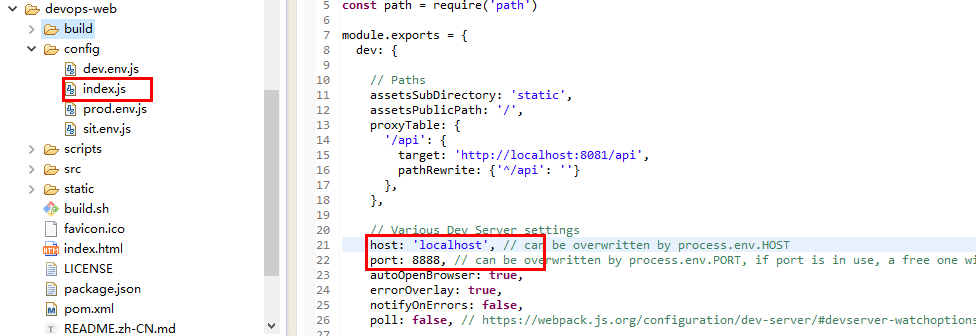 devops-web
build
config
dev.env.js
index.js
prod.env.js
sit.env.js
scripts
src
static
build.sh
favicon.ico
index.html
LICENSE
package.json
pom.xml
README.zh-CN.md
5 const path = require('path')
6
7 module.exports = {
8 dev: {
9
10 // Paths
11 assetsSubDirectory: 'static',
12 assetsPublicPath: '/',
13 proxyTable: {
14 '/api': {
15 target: 'http://localhost:8081/api',
16 pathRewrite: {'^/api': ''}
17 },
18 },
19
20 // Various Dev Server settings
21 host: 'localhost', // can be overwritten by process.env.HOST
22 port: 8888, // can be overwritten by process.env.PORT, if port is in use, a free one wi
23 autoOpenBrowser: true,
24 errorOverlay: true,
25 notifyOnErrors: false,
26 poll: false, // https://webpack.js.org/configuration/dev-server/#devserver-watchoptions
27